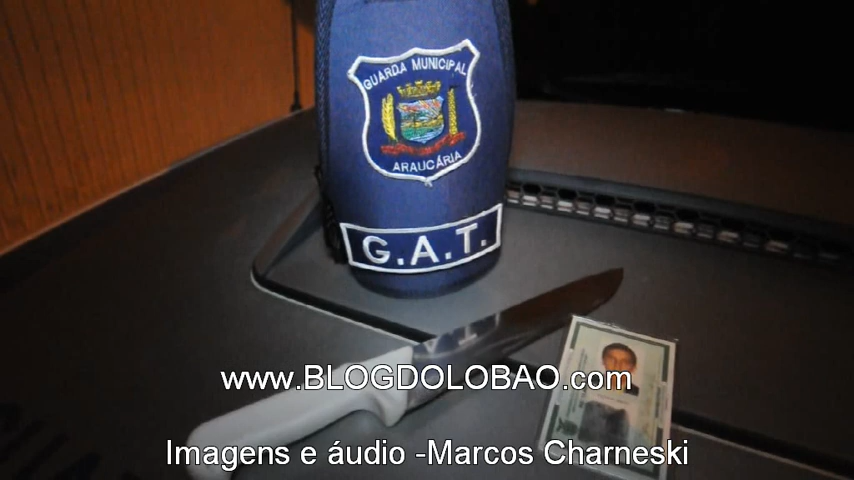 GUARDA MUNICIPAL
ARAUCÁRIA
G.A.T.
www.BLOGDOLOBAO.com
Imagens e áudio -Marcos Charneski